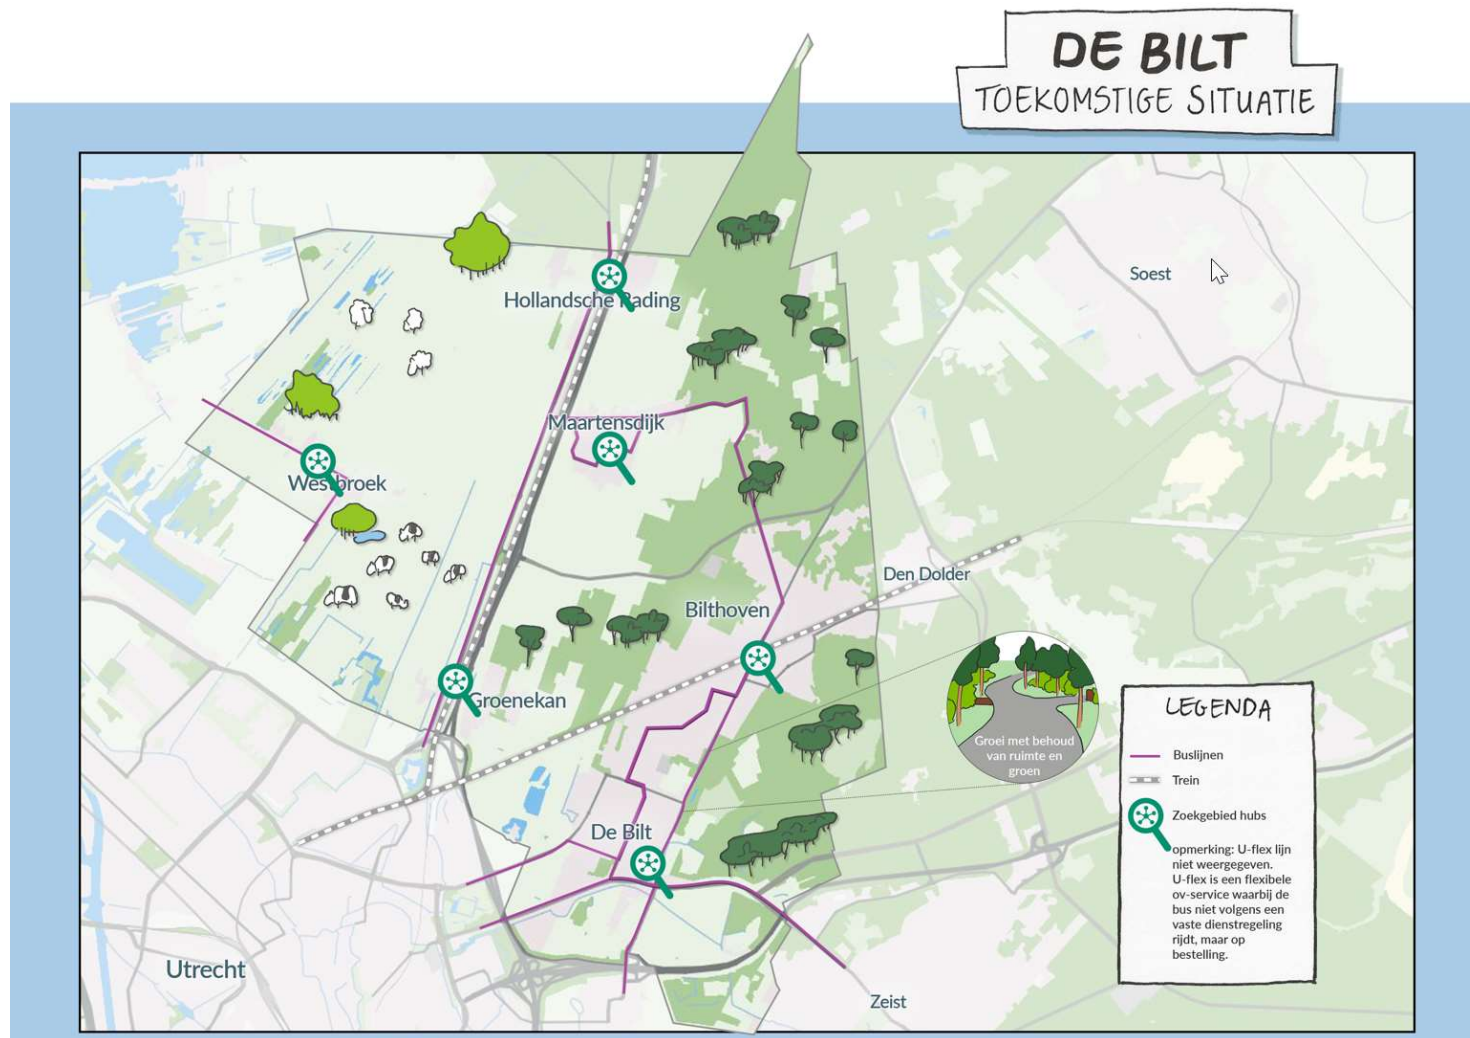 DE BILT
TOEKOMSTIGE SITUATIE
Soest
Hollandsche Rading
Maartensdijk
Westbroek
Den Dolder
Bilthoven
Groenekan
Groei met behoud
van ruimte en
groen
De Bilt
Utrecht
Zeist
LEGENDA
Buslijnen
Trein
Zoekgebied hubs
opmerking: U-flex lijn
niet weergegeven.
U-flex is een flexibele
ov-service waarbij de
bus niet volgens een
vaste dienstregeling
rijdt, maar op
bestelling.